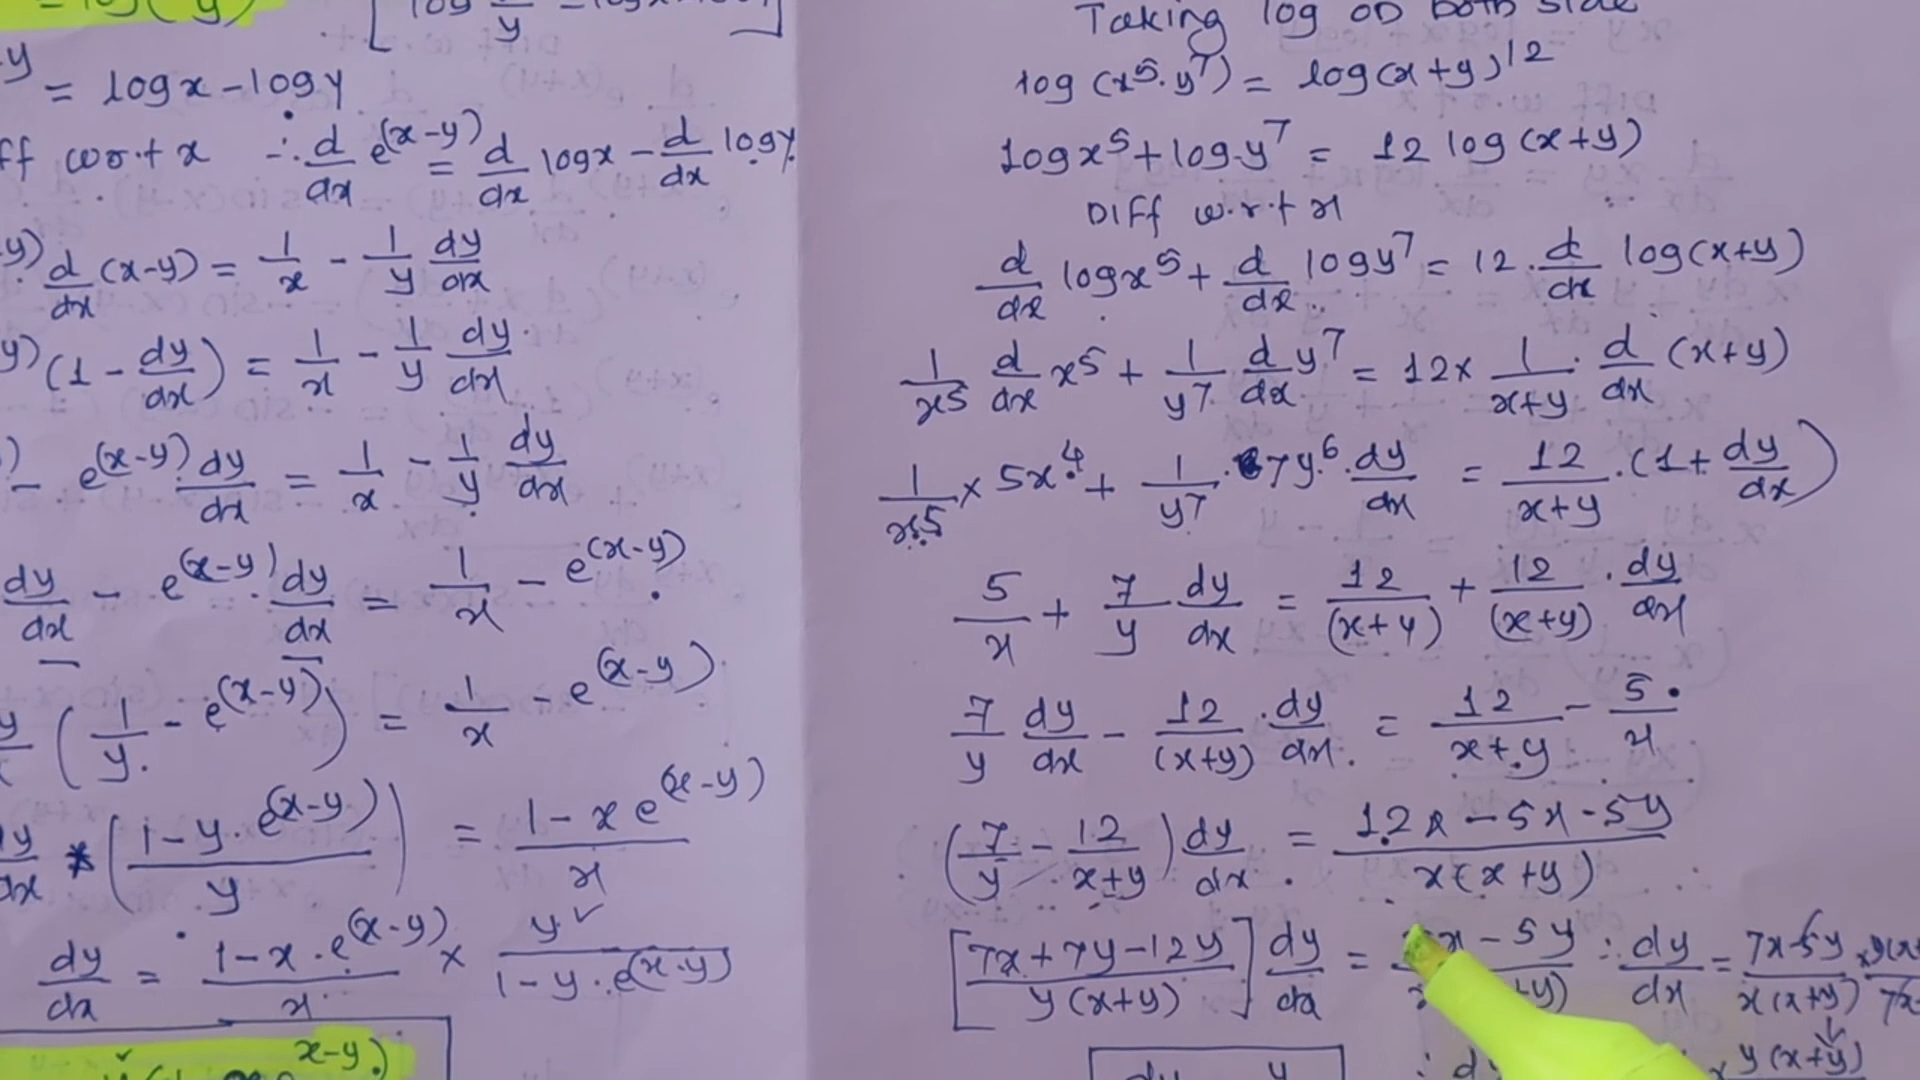 = log x - log y
w.r.t x ∴ d/dx e^(x-y) = d/dx log x - d/dx log y
d/dx (x-y) = 1/x - 1/y dy/dx
(1 - dy/dx) = 1/x - 1/y dy/dx
- e^(x-y) dy/dx = 1/x - 1/y dy/dx
dy/dx - e^(x-y) . dy/dx = 1/x - e^(x-y)
(1/y - e^(x-y)) = 1/x - e^(x-y)
dy/dx * (1-y.e^(x-y) / y) = 1-x e^(x-y) / x
dy/dx = 1-x.e^(x-y) / x × y / 1-y.e^(x-y)
x-y)
Taking log on both side
log(x^5.y^7) = log(x+y)^12
log x^5 + log y^7 = 12 log(x+y)
Diff w.r.t x
d/dx log x^5 + d/dx log y^7 = 12 . d/dx log(x+y)
1/x^5 d/dx x^5 + 1/y^7 d/dx y^7 = 12 × 1/x+y . d/dx (x+y)
1/x^5 × 5x^4 + 1/y^7 . 7y^6 . dy/dx = 12/x+y . (1 + dy/dx)
5/x + 7/y dy/dx = 12/(x+y) + 12/(x+y) . dy/dx
7/y dy/dx - 12/(x+y) . dy/dx = 12/x+y - 5/x
(7/y - 12/x+y) dy/dx = 12x-5x-5y / x(x+y)
[7x+7y-12y / y(x+y)] dy/dx = x-5y / +y) ∴ dy/dx = 7x-5y / x(x+y) ×
y(x+y)